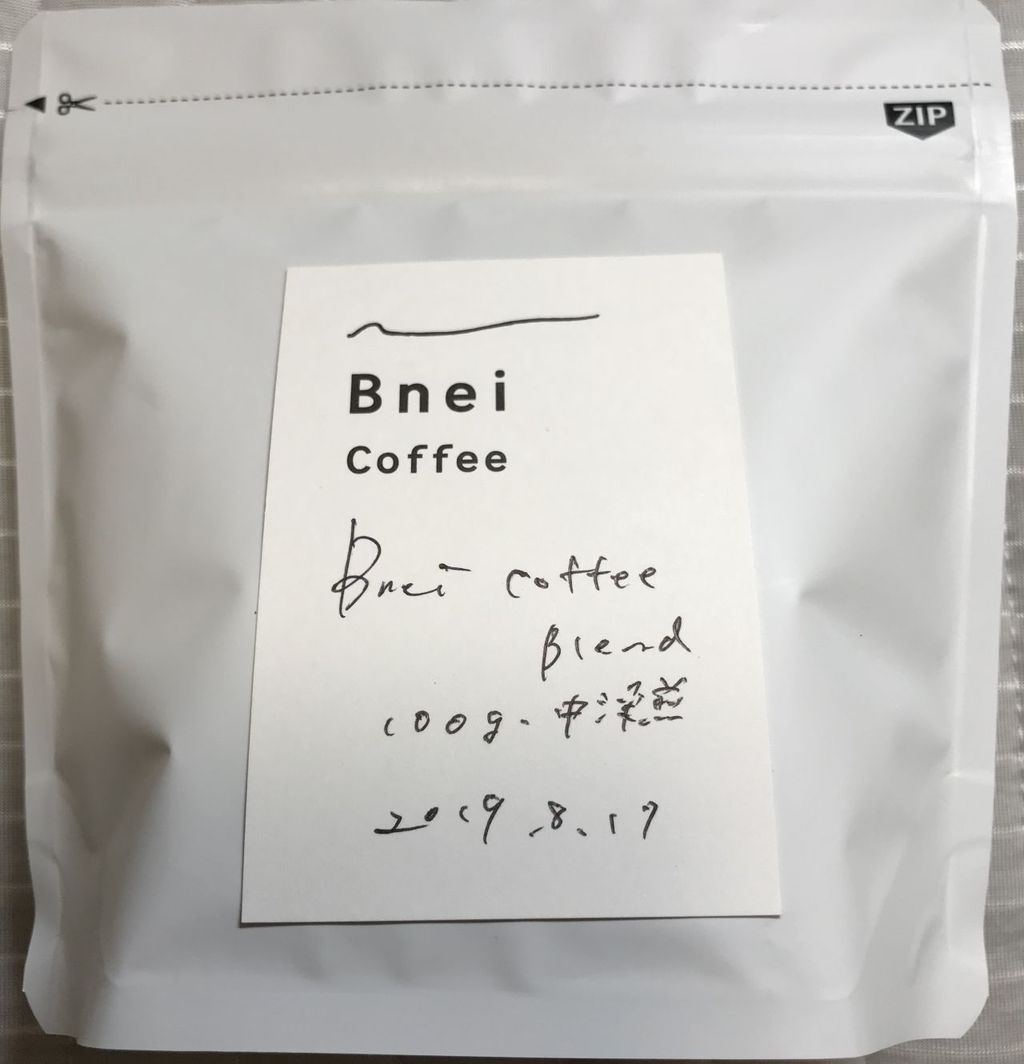 ZIP
Bnei
Coffee
Bnei coffee
Blend
100g. 中深煎
2019.8.17